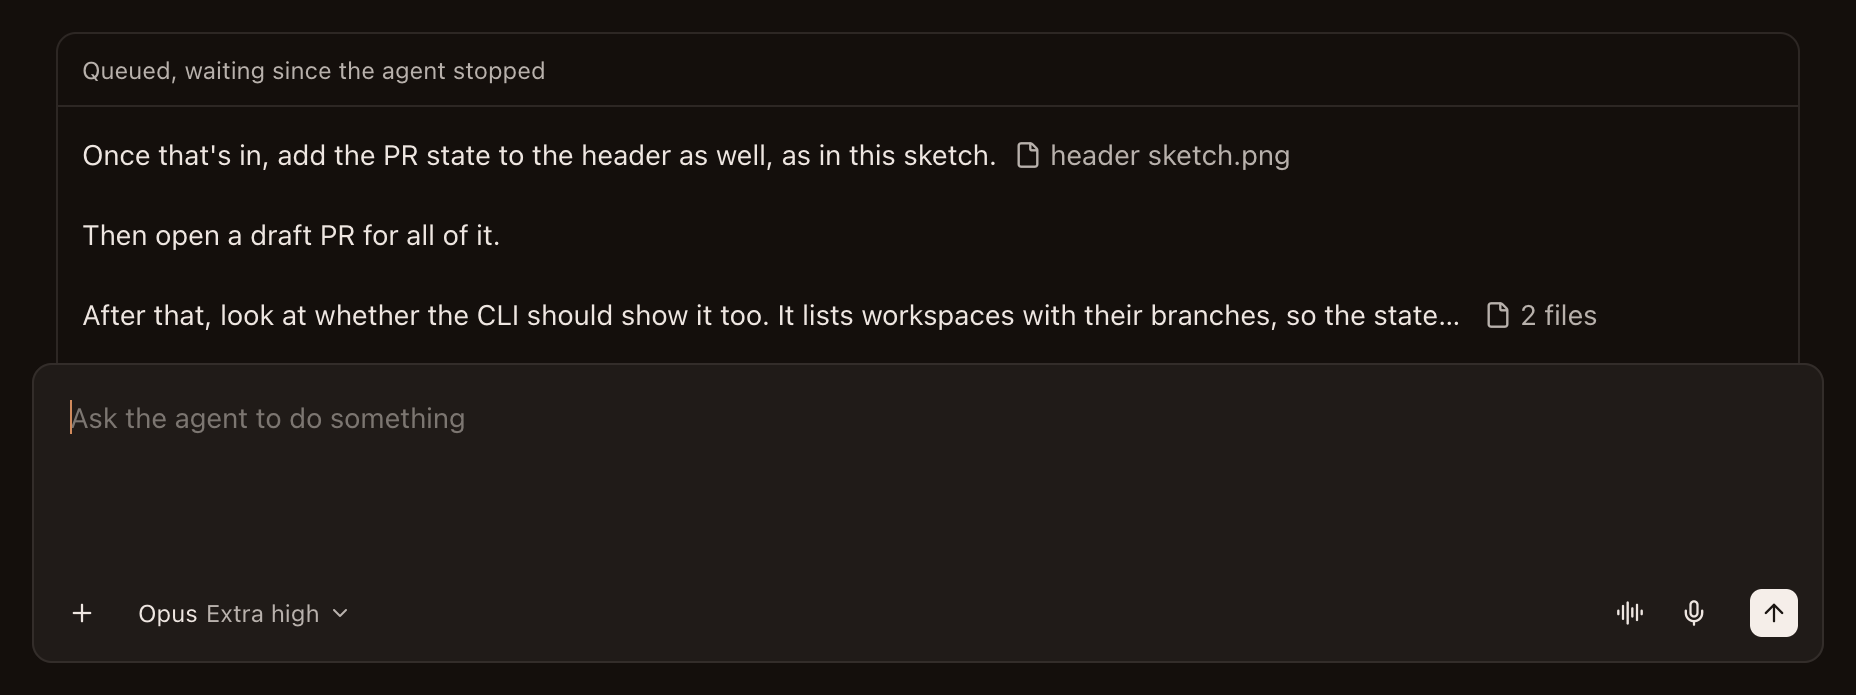 Queued, waiting since the agent stopped
Once that's in, add the PR state to the header as well, as in this sketch. header sketch.png
Then open a draft PR for all of it.
After that, look at whether the CLI should show it too. It lists workspaces with their branches, so the state... 2 files
Ask the agent to do something
Opus Extra high